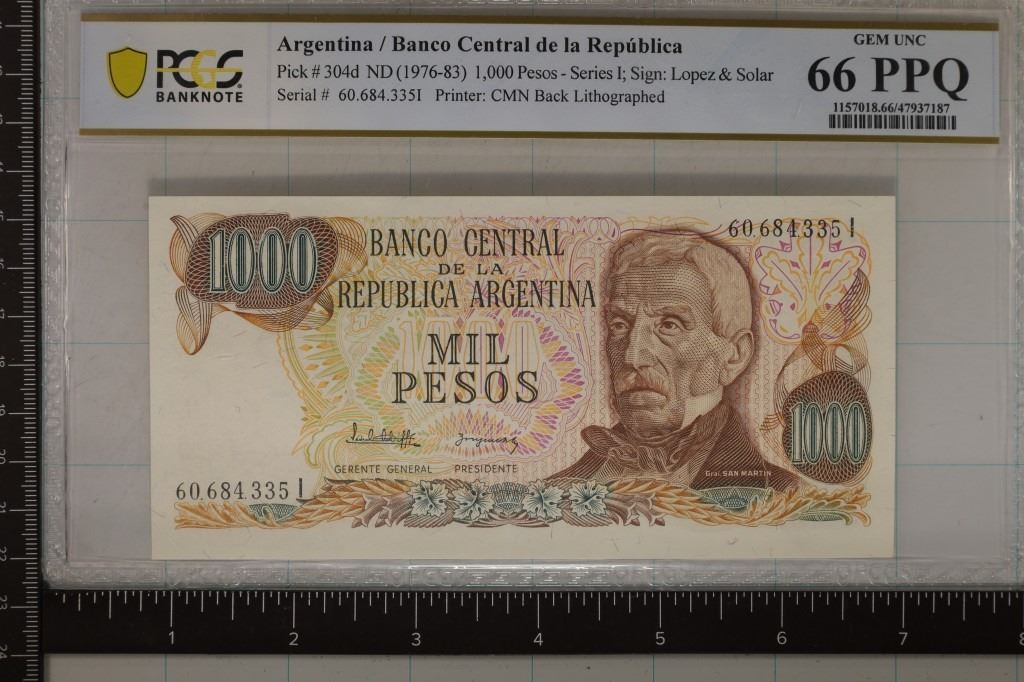 PCGS
BANKNOTE
Argentina / Banco Central de la República
Pick # 304d ND (1976-83) 1,000 Pesos - Series I; Sign: Lopez & Solar
Serial # 60.684.335I Printer: CMN Back Lithographed
GEM UNC
66 PPQ
1157018.66/47937187
1000
BANCO CENTRAL
DE LA
REPUBLICA ARGENTINA
60.684.335 I
MIL
PESOS
1000
GERENTE GENERAL PRESIDENTE
Gral. SAN MARTIN
60.684.335 I
1 2 3 4 5 6 7 8